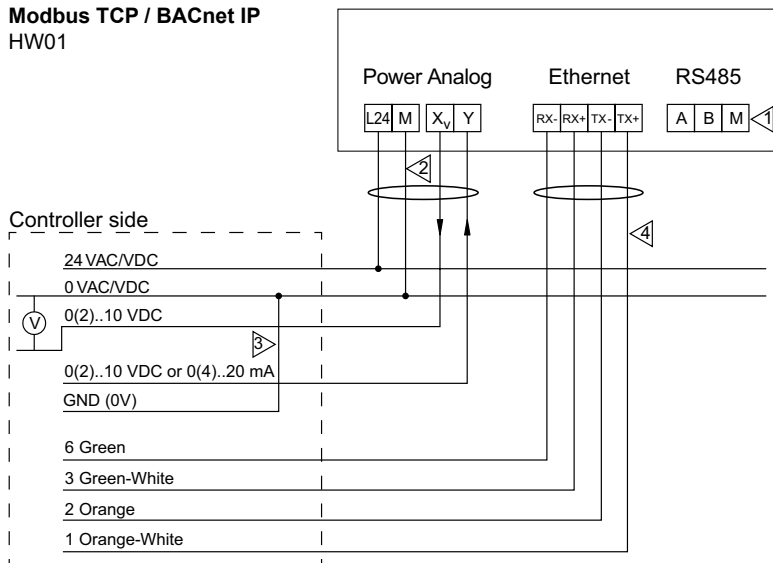 Modbus TCP / BACnet IP
HW01
Power Analog Ethernet RS485
L24 M Xv Y RX- RX+ TX- TX+ A B M 1
2
Controller side
4
24 VAC/VDC
0 VAC/VDC
V 0(2)..10 VDC
3
0(2)..10 VDC or 0(4)..20 mA
GND (0V)
6 Green
3 Green-White
2 Orange
1 Orange-White